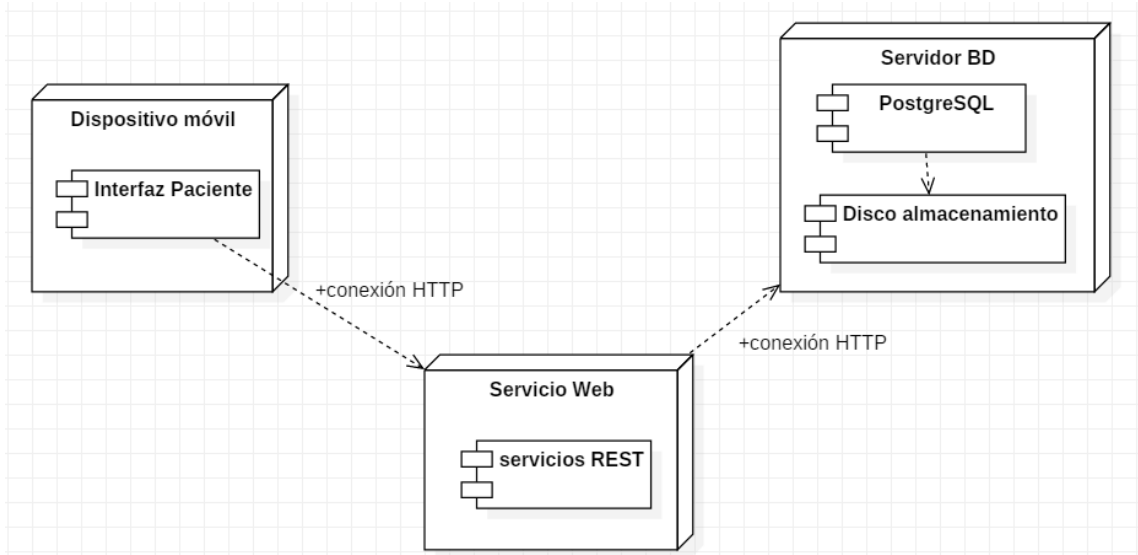 Dispositivo móvil
Interfaz Paciente
+conexión HTTP
Servicio Web
servicios REST
+conexión HTTP
Servidor BD
PostgreSQL
Disco almacenamiento